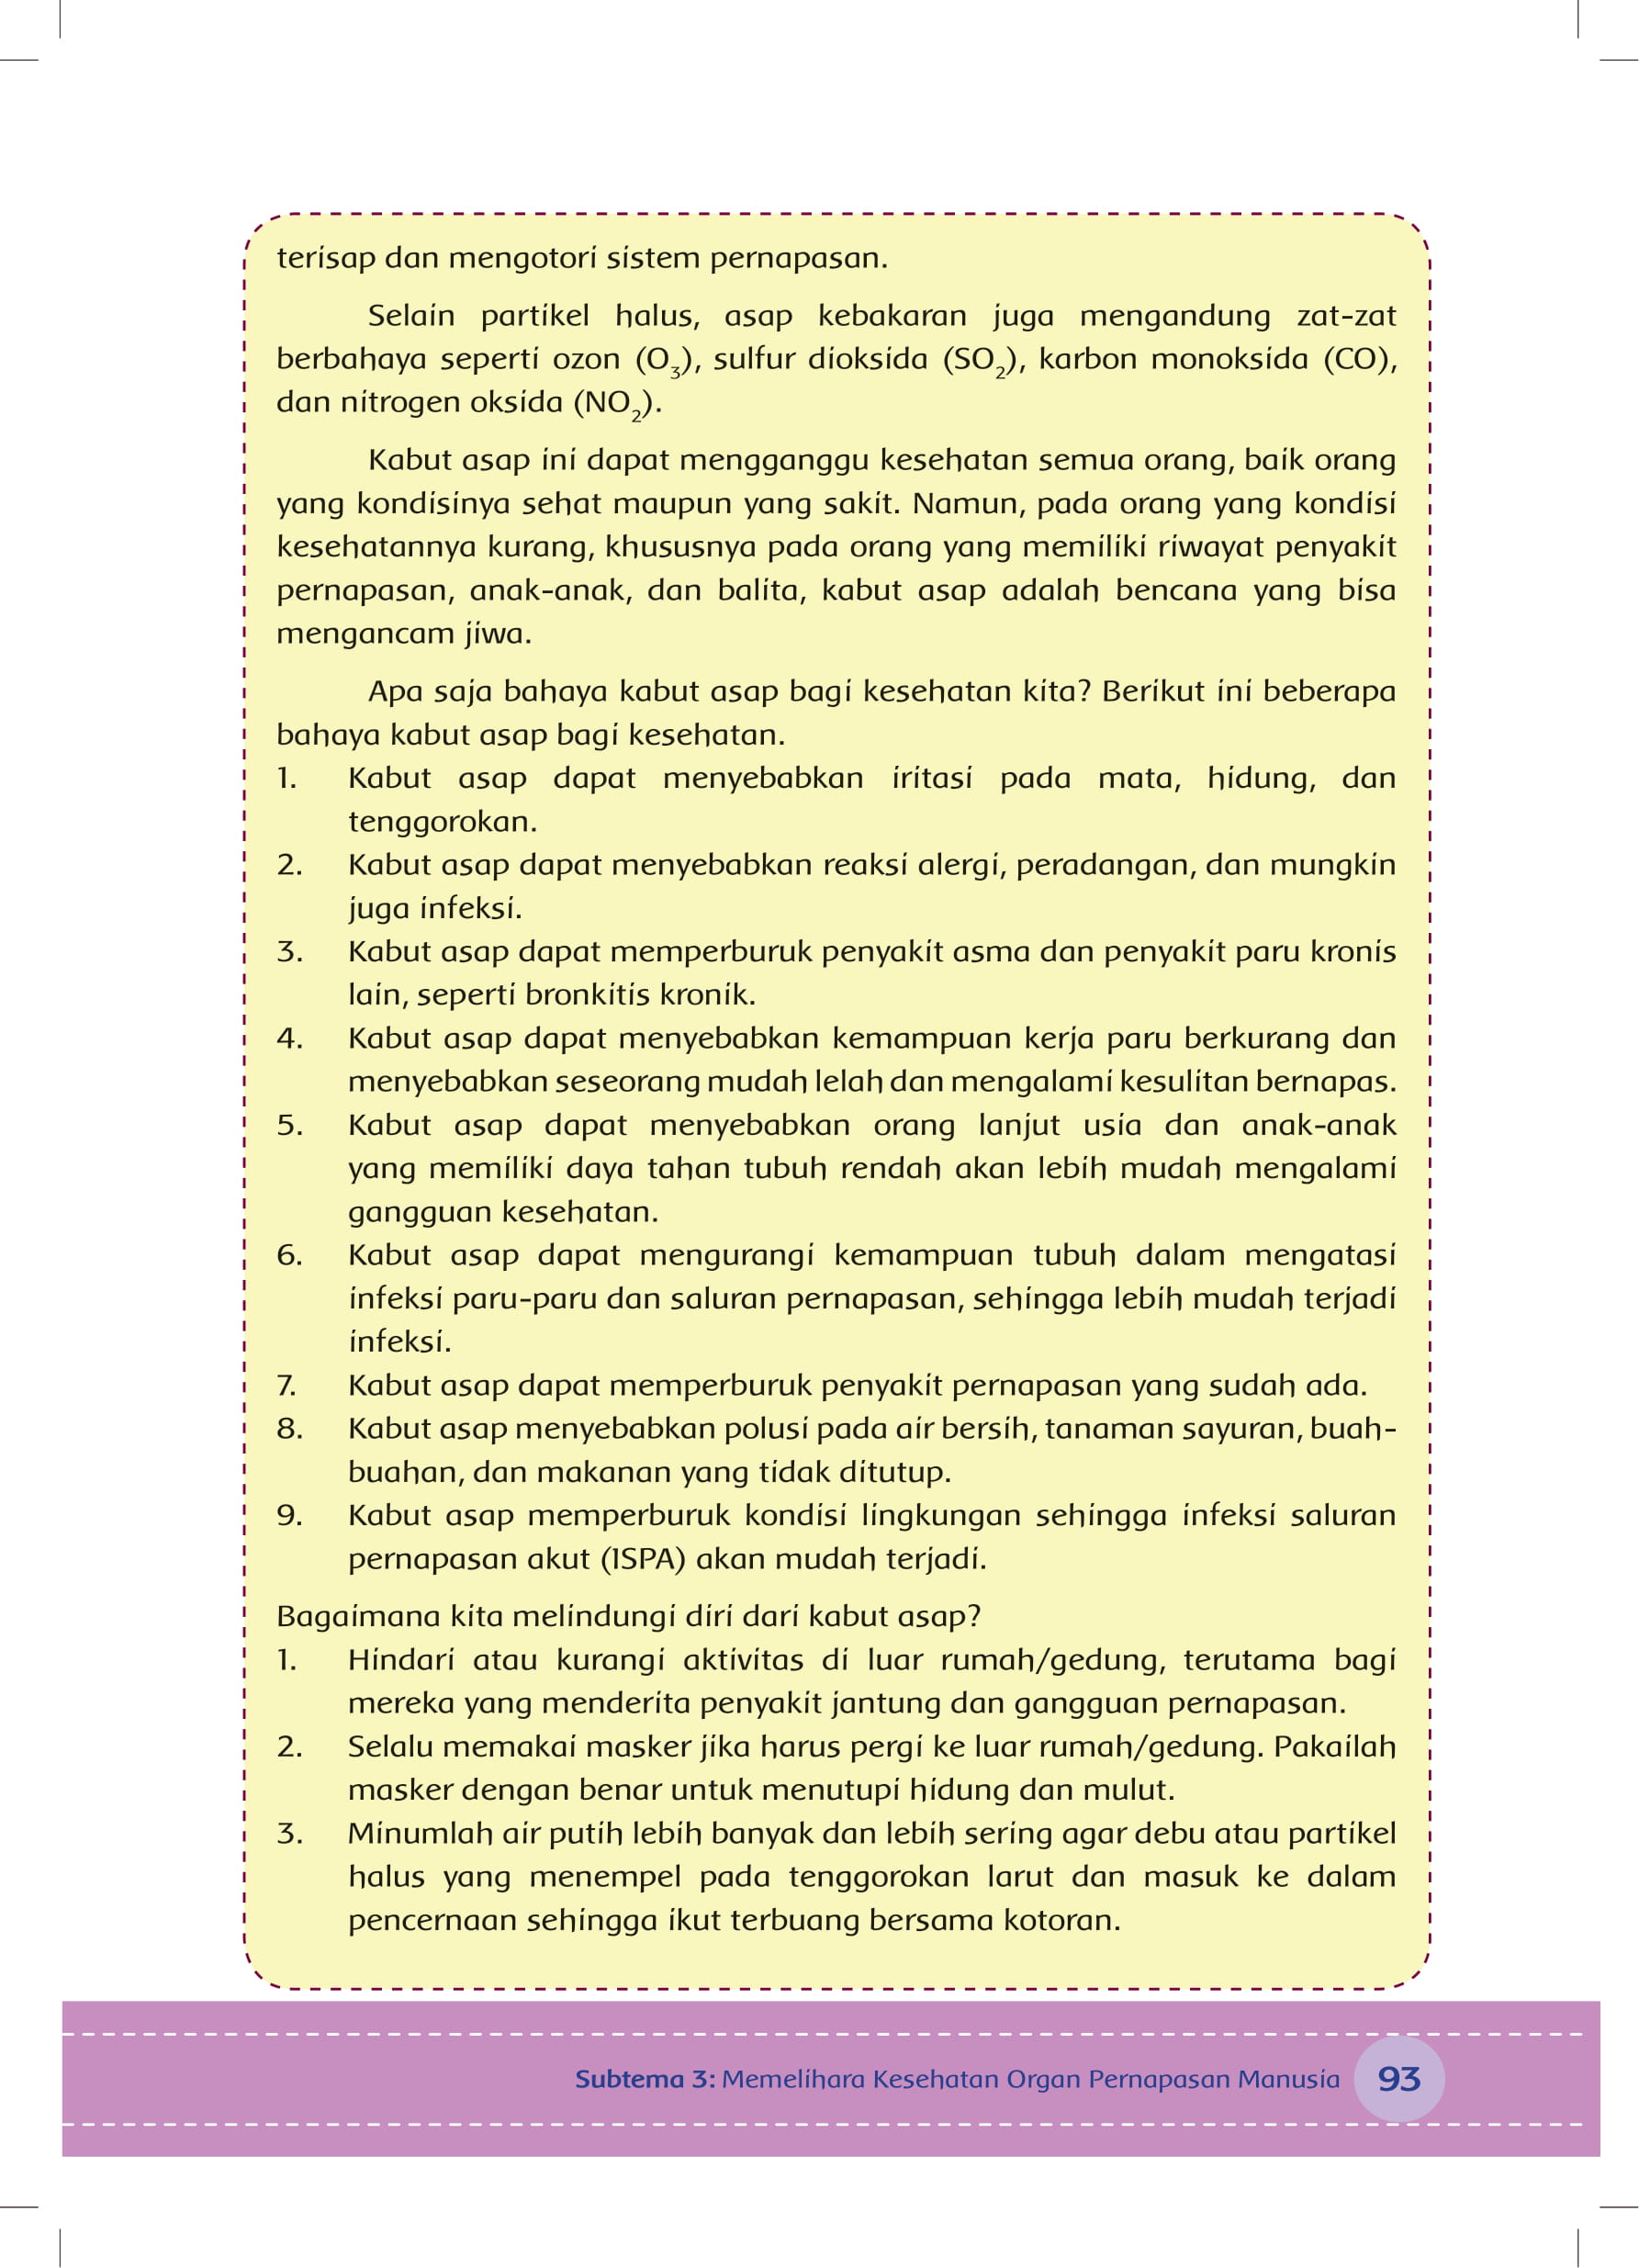 terisap dan mengotori sistem pernapasan.
Selain partikel halus, asap kebakaran juga mengandung zat-zat
berbahaya seperti ozon (O₃), sulfur dioksida (SO₂), karbon monoksida (CO),
dan nitrogen oksida (NO₂).
Kabut asap ini dapat mengganggu kesehatan semua orang, baik orang
yang kondisinya sehat maupun yang sakit. Namun, pada orang yang kondisi
kesehatannya kurang, khususnya pada orang yang memiliki riwayat penyakit
pernapasan, anak-anak, dan balita, kabut asap adalah bencana yang bisa
mengancam jiwa.
Apa saja bahaya kabut asap bagi kesehatan kita? Berikut ini beberapa
bahaya kabut asap bagi kesehatan.
1. Kabut asap dapat menyebabkan iritasi pada mata, hidung, dan
tenggorokan.
2. Kabut asap dapat menyebabkan reaksi alergi, peradangan, dan mungkin
juga infeksi.
3. Kabut asap dapat memperburuk penyakit asma dan penyakit paru kronis
lain, seperti bronkitis kronik.
4. Kabut asap dapat menyebabkan kemampuan kerja paru berkurang dan
menyebabkan seseorang mudah lelah dan mengalami kesulitan bernapas.
5. Kabut asap dapat menyebabkan orang lanjut usia dan anak-anak
yang memiliki daya tahan tubuh rendah akan lebih mudah mengalami
gangguan kesehatan.
6. Kabut asap dapat mengurangi kemampuan tubuh dalam mengatasi
infeksi paru-paru dan saluran pernapasan, sehingga lebih mudah terjadi
infeksi.
7. Kabut asap dapat memperburuk penyakit pernapasan yang sudah ada.
8. Kabut asap menyebabkan polusi pada air bersih, tanaman sayuran, buah-
buahan, dan makanan yang tidak ditutup.
9. Kabut asap memperburuk kondisi lingkungan sehingga infeksi saluran
pernapasan akut (ISPA) akan mudah terjadi.
Bagaimana kita melindungi diri dari kabut asap?
1. Hindari atau kurangi aktivitas di luar rumah/gedung, terutama bagi
mereka yang menderita penyakit jantung dan gangguan pernapasan.
2. Selalu memakai masker jika harus pergi ke luar rumah/gedung. Pakailah
masker dengan benar untuk menutupi hidung dan mulut.
3. Minumlah air putih lebih banyak dan lebih sering agar debu atau partikel
halus yang menempel pada tenggorokan larut dan masuk ke dalam
pencernaan sehingga ikut terbuang bersama kotoran.
Subtema 3: Memelihara Kesehatan Organ Pernapasan Manusia 93